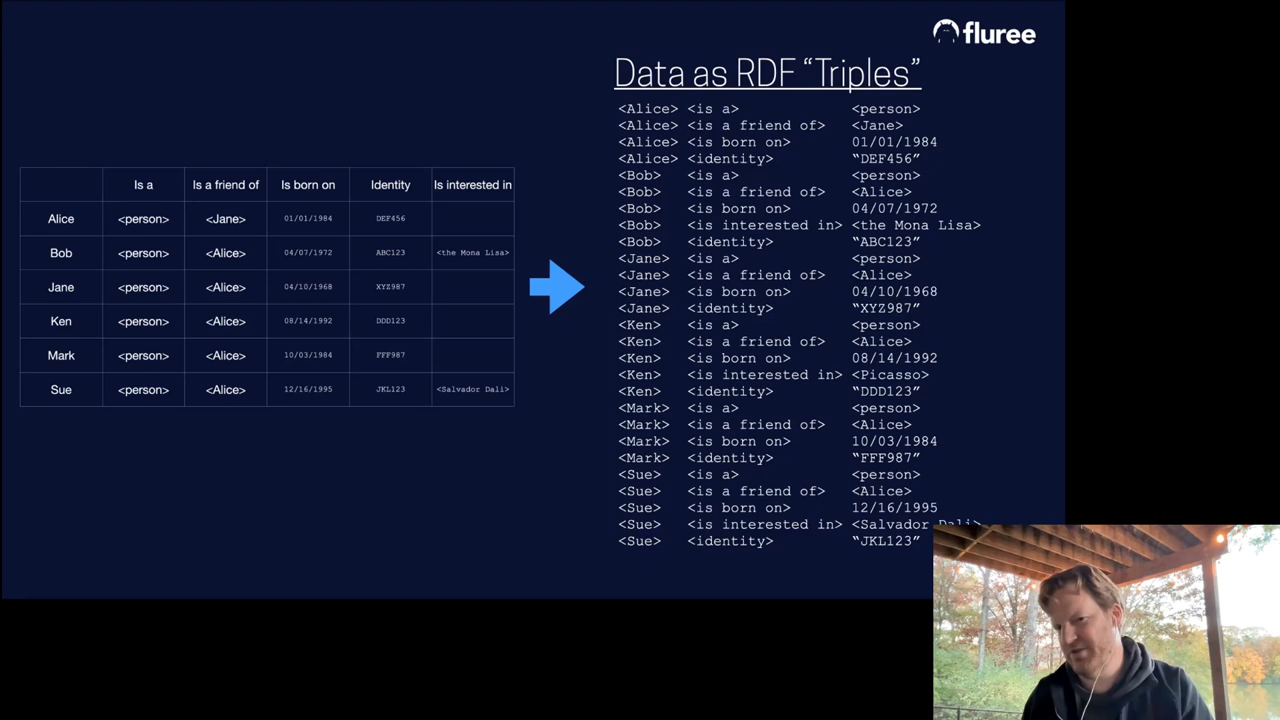 fluree
Data as RDF “Triples”
Is a Is a friend of Is born on Identity Is interested in
Alice <person> <Jane> 01/01/1984 DEF456
Bob <person> <Alice> 04/07/1972 ABC123 <the Mona Lisa>
Jane <person> <Alice> 04/10/1968 XYZ987
Ken <person> <Alice> 08/14/1992 DDD123
Mark <person> <Alice> 10/03/1984 FFF987
Sue <person> <Alice> 12/16/1995 JKL123 <Salvador Dali>
<Alice> <is a> <person>
<Alice> <is a friend of> <Jane>
<Alice> <is born on> 01/01/1984
<Alice> <identity> “DEF456”
<Bob> <is a> <person>
<Bob> <is a friend of> <Alice>
<Bob> <is born on> 04/07/1972
<Bob> <is interested in> <the Mona Lisa>
<Bob> <identity> “ABC123”
<Jane> <is a> <person>
<Jane> <is a friend of> <Alice>
<Jane> <is born on> 04/10/1968
<Jane> <identity> “XYZ987”
<Ken> <is a> <person>
<Ken> <is a friend of> <Alice>
<Ken> <is born on> 08/14/1992
<Ken> <is interested in> <Picasso>
<Ken> <identity> “DDD123”
<Mark> <is a> <person>
<Mark> <is a friend of> <Alice>
<Mark> <is born on> 10/03/1984
<Mark> <identity> “FFF987”
<Sue> <is a> <person>
<Sue> <is a friend of> <Alice>
<Sue> <is born on> 12/16/1995
<Sue> <is interested in> <Salvador Dali>
<Sue> <identity> “JKL123”